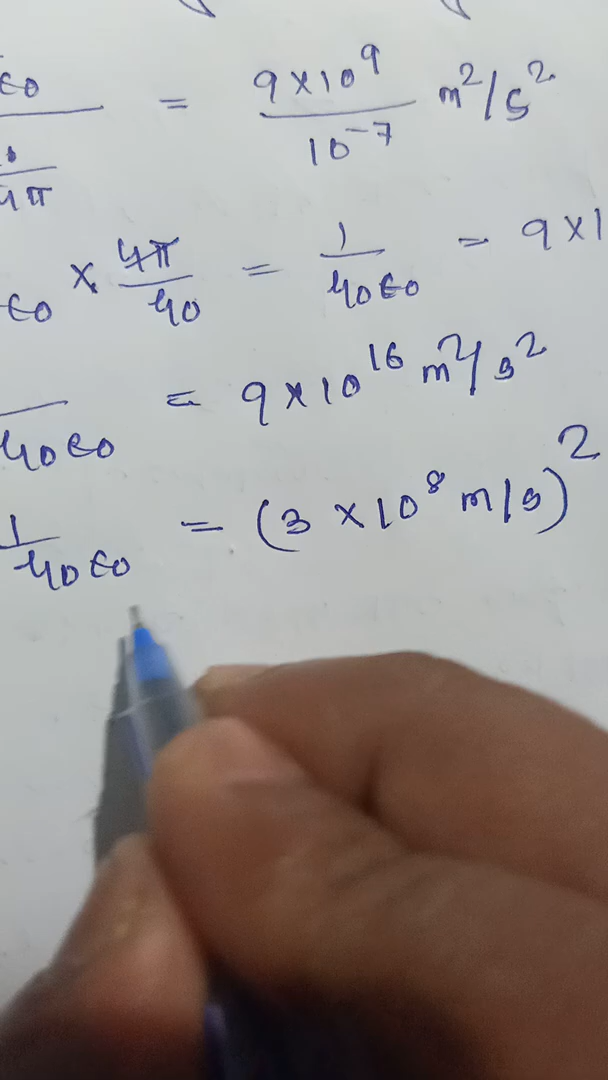 ϵ0 / μ0/4π = 9×10⁹ / 10⁻⁷ m²/s²
ϵ0 × 4π/μ0 = 1/μ0ϵ0 = 9×1
μ0ϵ0 = 9×10¹⁶ m²/s²
1/μ0ϵ0 = (3×10⁸ m/s)²